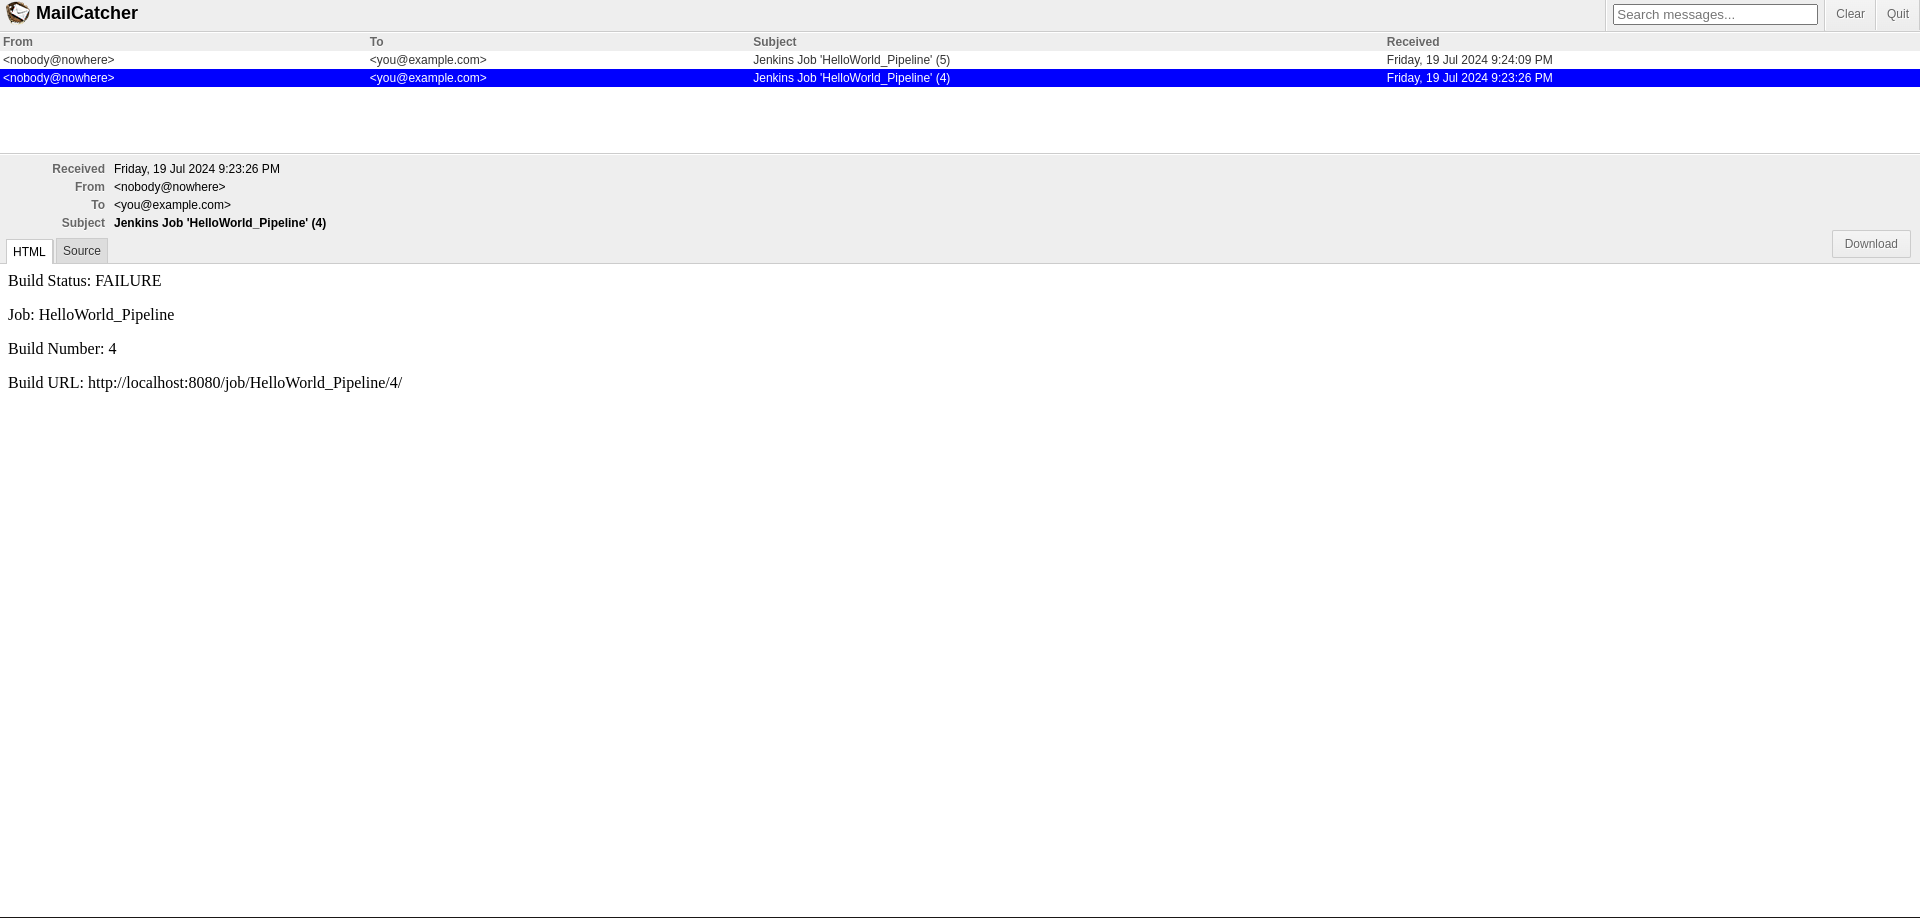 MailCatcher
Search messages...
Clear
Quit
From To Subject Received
<nobody@nowhere> <you@example.com> Jenkins Job 'HelloWorld_Pipeline' (5) Friday, 19 Jul 2024 9:24:09 PM
<nobody@nowhere> <you@example.com> Jenkins Job 'HelloWorld_Pipeline' (4) Friday, 19 Jul 2024 9:23:26 PM
Received Friday, 19 Jul 2024 9:23:26 PM
From <nobody@nowhere>
To <you@example.com>
Subject Jenkins Job 'HelloWorld_Pipeline' (4)
HTML Source
Download
Build Status: FAILURE
Job: HelloWorld_Pipeline
Build Number: 4
Build URL: http://localhost:8080/job/HelloWorld_Pipeline/4/